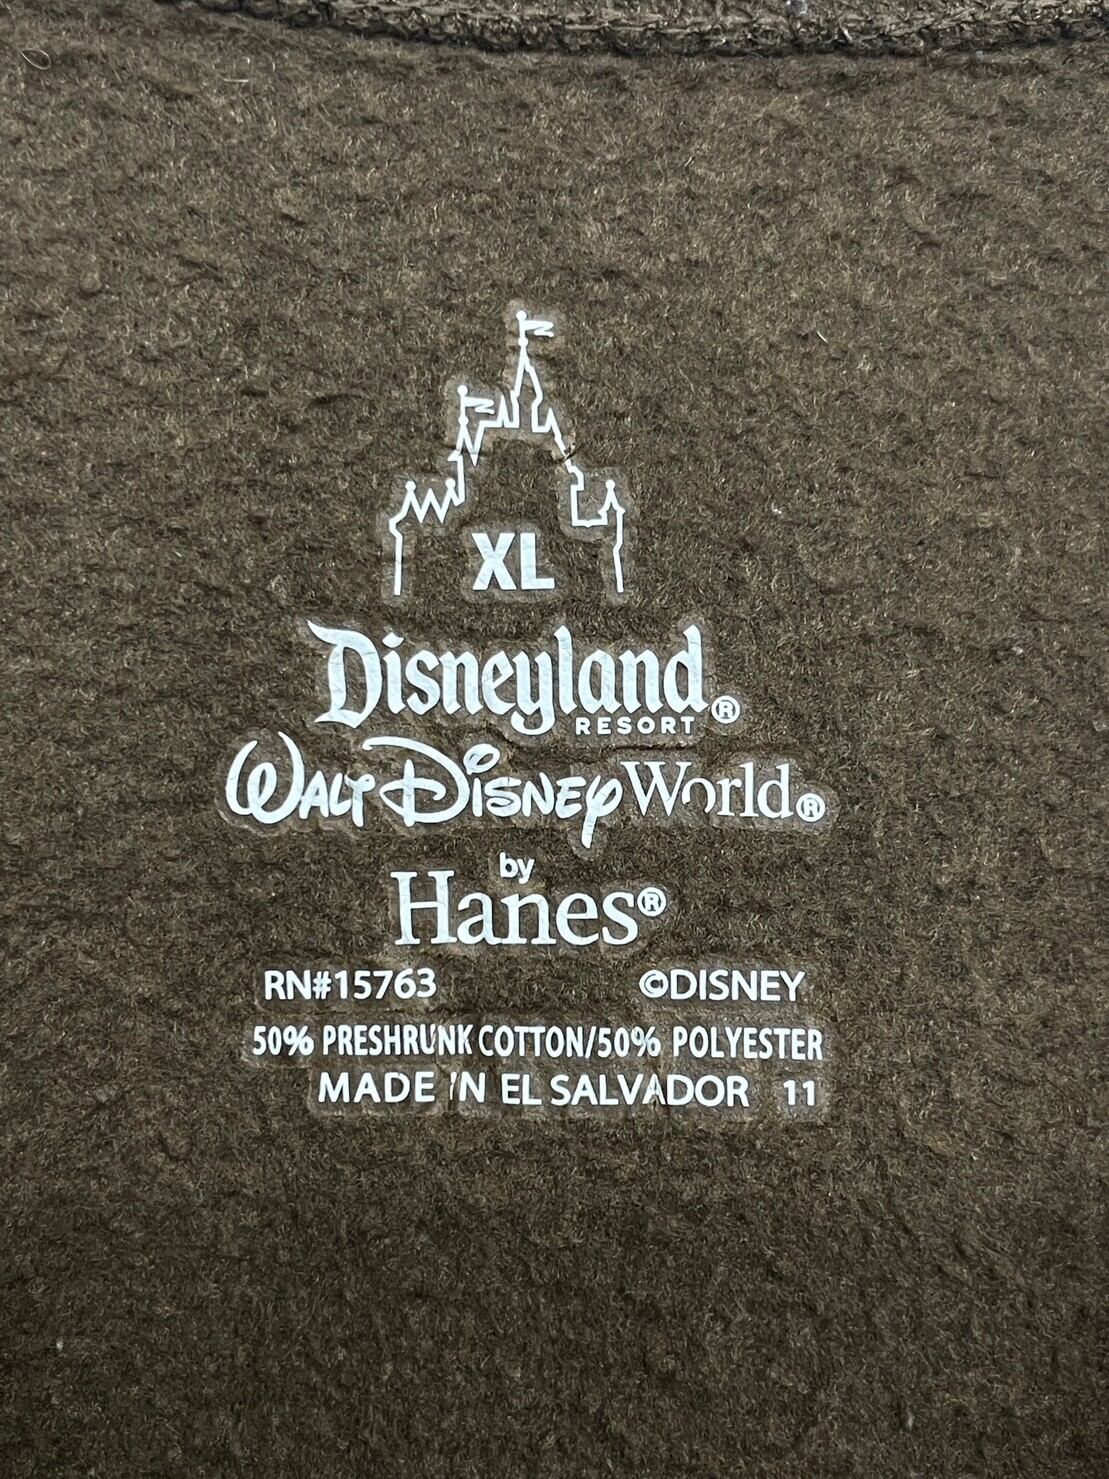 XL
Disneyland®
RESORT
WALT DISNEY World®
by
Hanes®
RN#15763 ©DISNEY
50% PRESHRUNK COTTON/50% POLYESTER
MADE IN EL SALVADOR 11